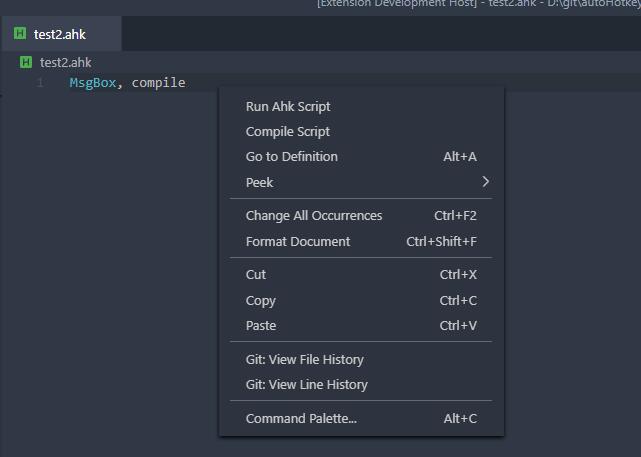 [Extension Development Host] - test2.ahk - D:\git\autoHotkey
test2.ahk
test2.ahk
1 MsgBox, compile
Run Ahk Script
Compile Script
Go to Definition Alt+A
Peek
Change All Occurrences Ctrl+F2
Format Document Ctrl+Shift+F
Cut Ctrl+X
Copy Ctrl+C
Paste Ctrl+V
Git: View File History
Git: View Line History
Command Palette... Alt+C